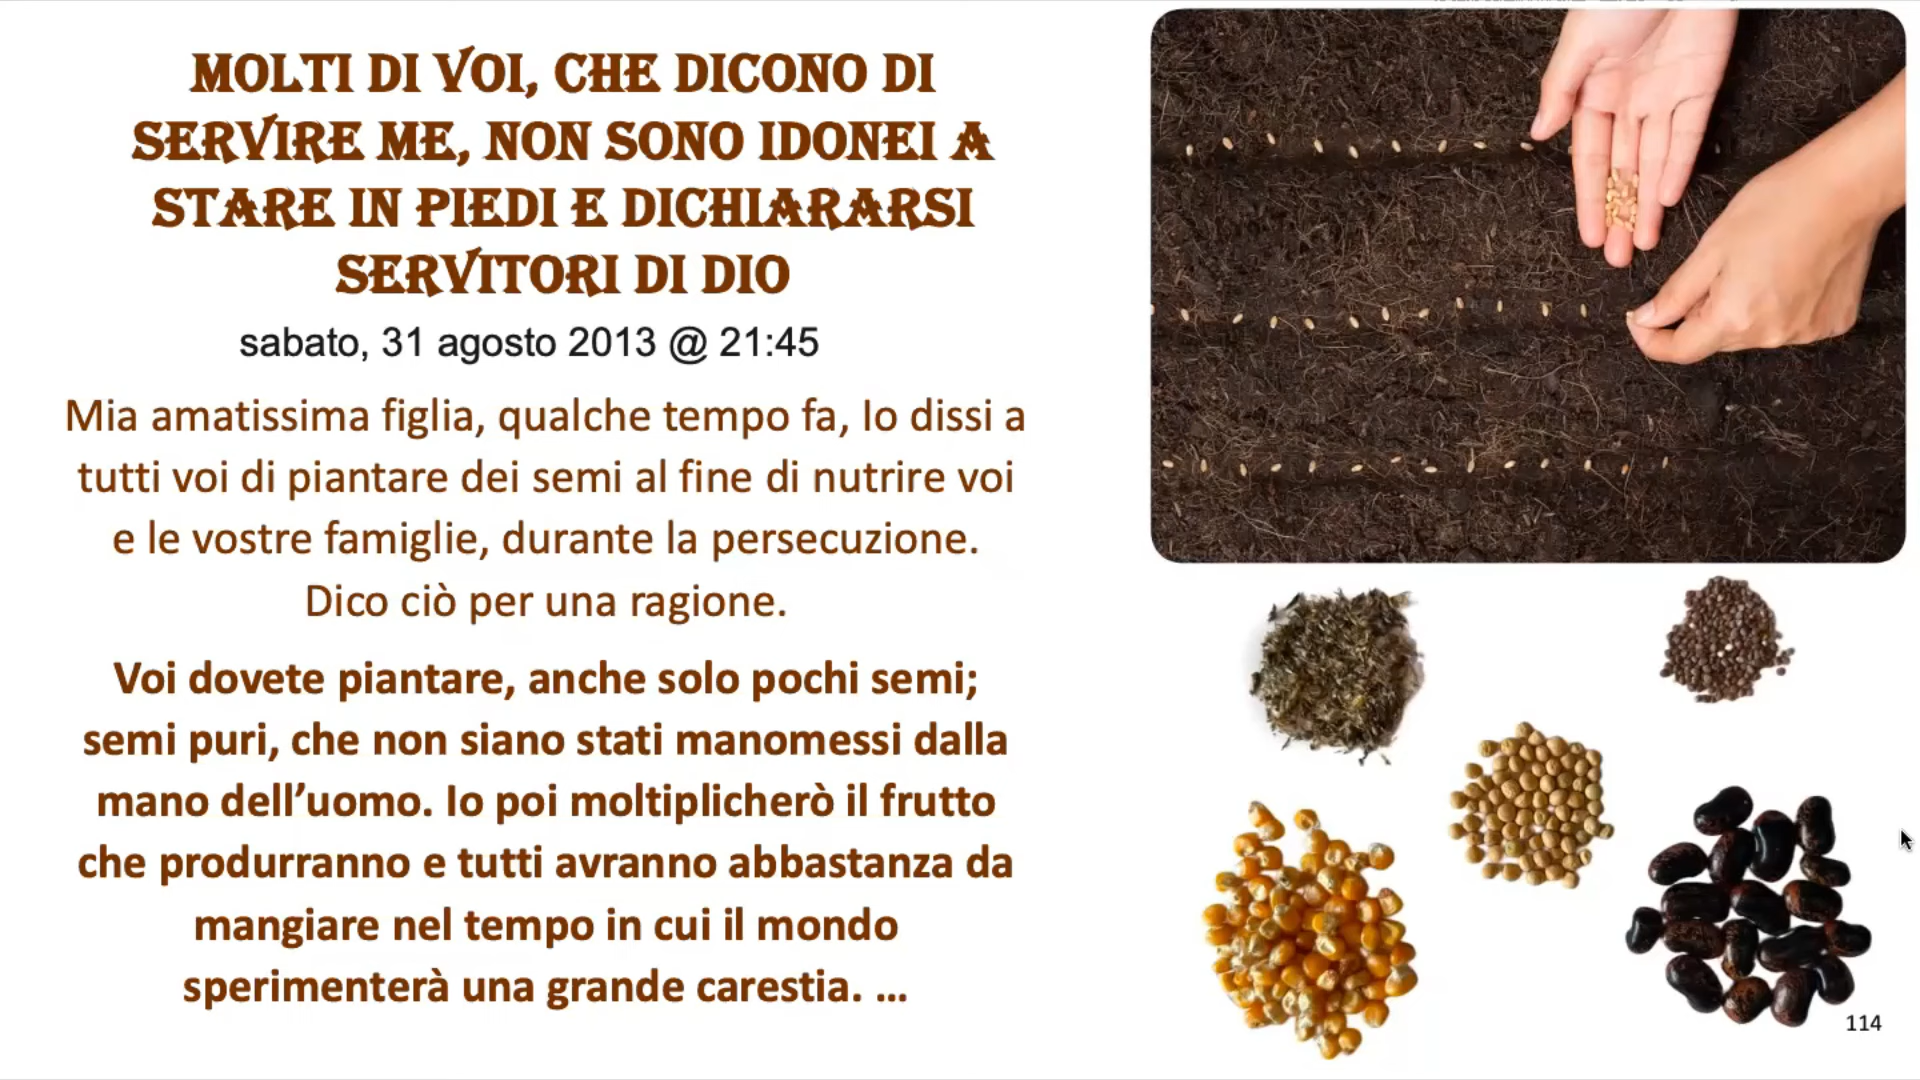 MOLTI DI VOI, CHE DICONO DI
SERVIRE ME, NON SONO IDONEI A
STARE IN PIEDI E DICHIARARSI
SERVITORI DI DIO
sabato, 31 agosto 2013 @ 21:45
Mia amatissima figlia, qualche tempo fa, Io dissi a
tutti voi di piantare dei semi al fine di nutrire voi
e le vostre famiglie, durante la persecuzione.
Dico ciò per una ragione.
Voi dovete piantare, anche solo pochi semi;
semi puri, che non siano stati manomessi dalla
mano dell’uomo. Io poi moltiplicherò il frutto
che produrranno e tutti avranno abbastanza da
mangiare nel tempo in cui il mondo
sperimenterà una grande carestia. ...
114